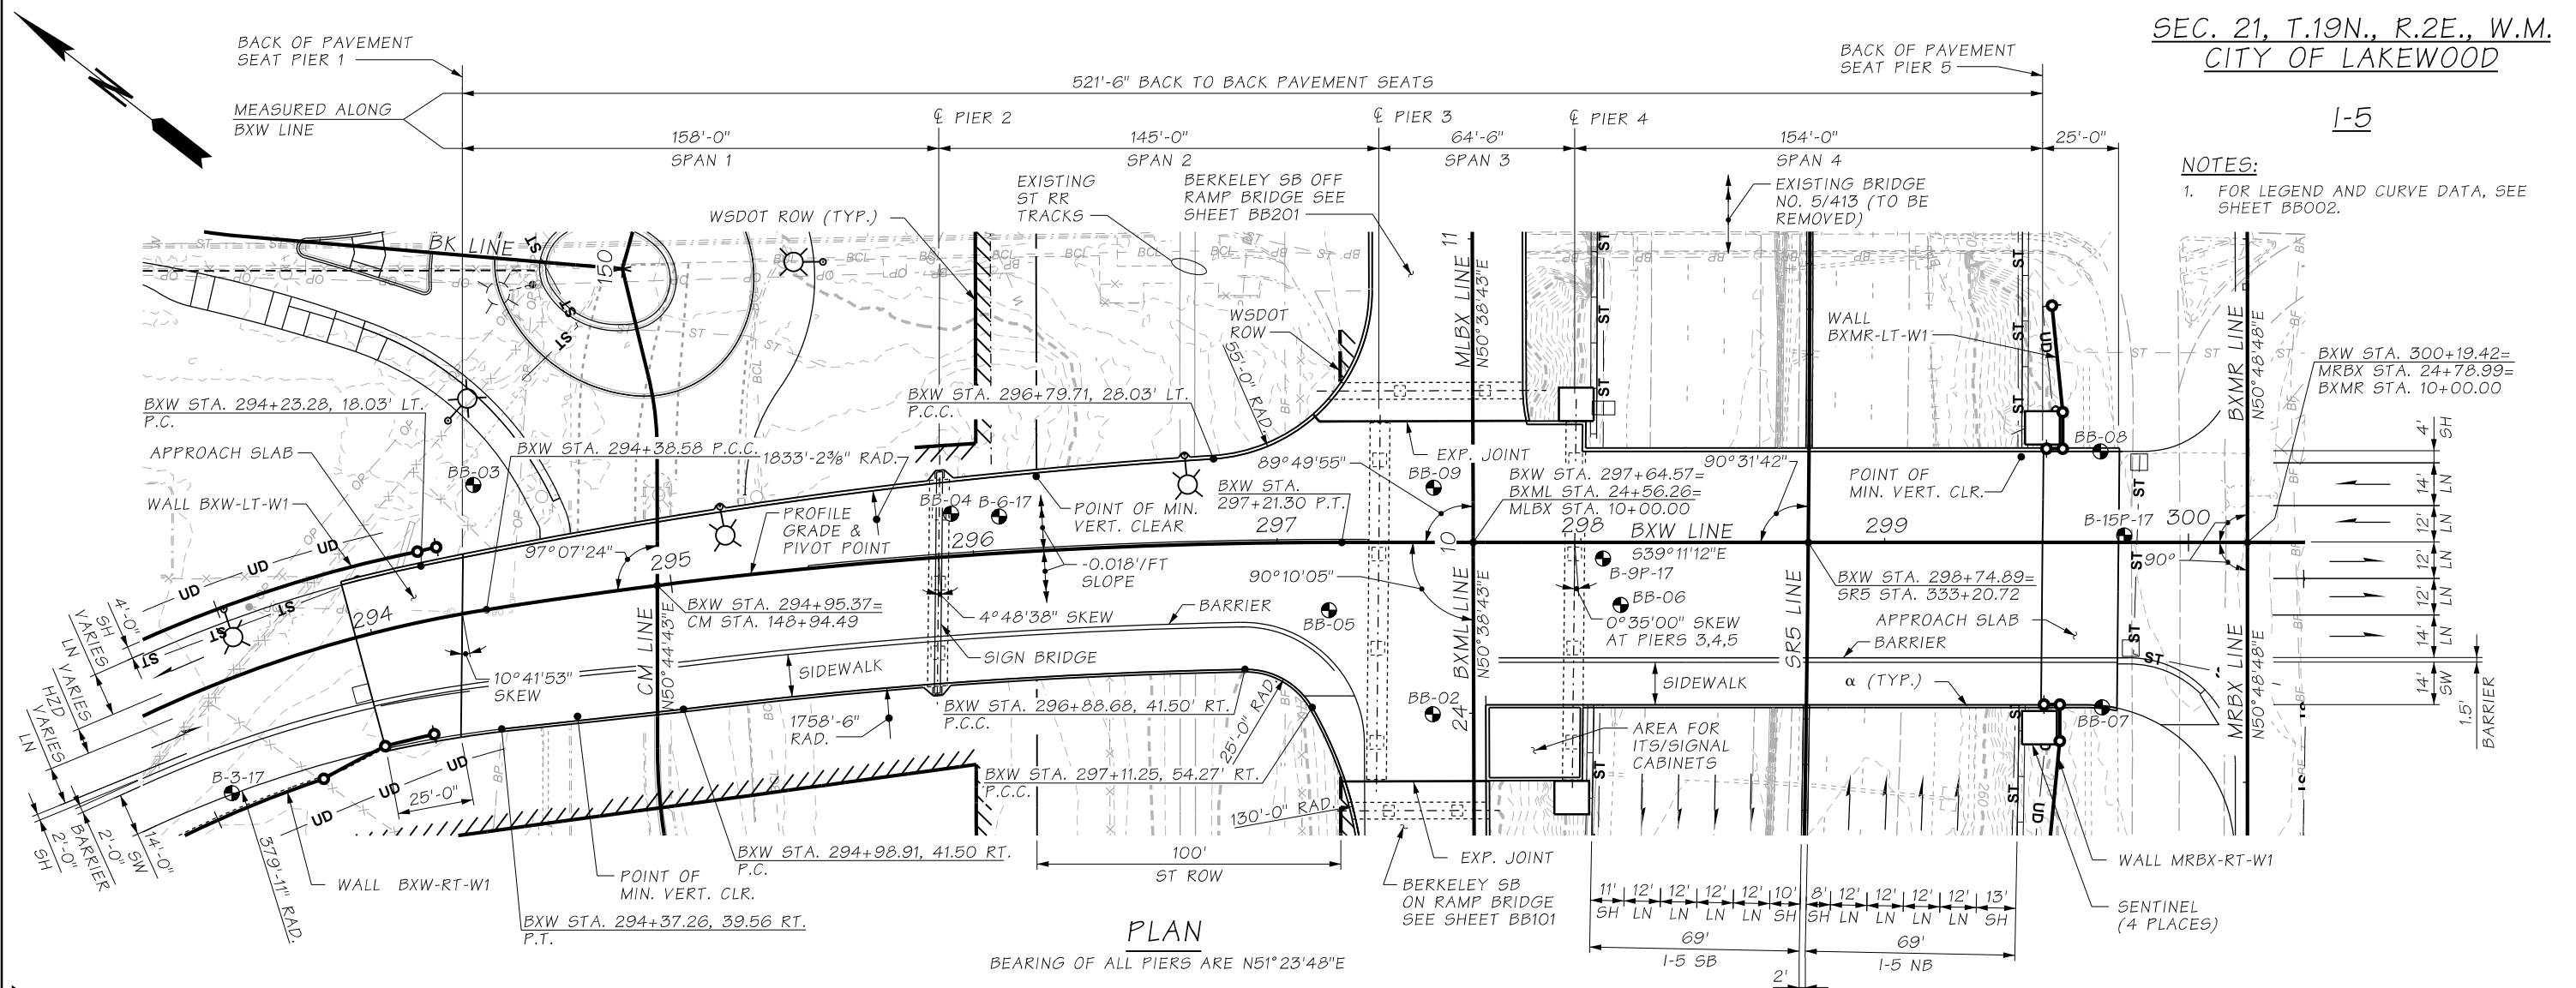 SEC. 21, T.19N., R.2E., W.M.
CITY OF LAKEWOOD
I-5
NOTES:
1. FOR LEGEND AND CURVE DATA, SEE
SHEET BB002.
N
BACK OF PAVEMENT
SEAT PIER 1
MEASURED ALONG
BXW LINE
521'-6" BACK TO BACK PAVEMENT SEATS
BACK OF PAVEMENT
SEAT PIER 5
℄ PIER 2
℄ PIER 3
℄ PIER 4
158'-0"
SPAN 1
145'-0"
SPAN 2
64'-6"
SPAN 3
154'-0"
SPAN 4
25'-0"
WSDOT ROW (TYP.)
EXISTING
ST RR
TRACKS
BERKELEY SB OFF
RAMP BRIDGE SEE
SHEET BB201
EXISTING BRIDGE
NO. 5/413 (TO BE
REMOVED)
BK LINE
150
WSDOT
ROW
55'-0" RAD.
MLBX LINE
11
N50°38'43"E
WALL
BXMR-LT-W1
BXMR LINE
N50°48'48"E
BXW STA. 300+19.42=
MRBX STA. 24+78.99=
BXMR STA. 10+00.00
BXW STA. 294+23.28, 18.03' LT.
P.C.
APPROACH SLAB
WALL BXW-LT-W1
BB-03
BXW STA. 294+38.58 P.C.C.
1833'-2⅜" RAD.
BXW STA. 296+79.71, 28.03' LT.
P.C.C.
BB-04
B-6-17
PROFILE
GRADE &
PIVOT POINT
POINT OF MIN.
VERT. CLEAR
BXW STA.
297+21.30 P.T.
89°49'55"
EXP. JOINT
BB-09
BXW STA. 297+64.57=
BXML STA. 24+56.26=
MLBX STA. 10+00.00
90°31'42"
POINT OF
MIN. VERT. CLR.
BB-08
B-15P-17
97°07'24"
294
295
296
297
298
299
300
BXW LINE
S39°11'12"E
10
90°
-0.018'/FT
SLOPE
90°10'05"
B-9P-17
BB-06
BB-05
BXW STA. 298+74.89=
SR5 STA. 333+20.72
BXW STA. 294+95.37=
CM STA. 148+94.49
4°48'38" SKEW
BARRIER
0°35'00" SKEW
AT PIERS 3,4,5
APPROACH SLAB
BARRIER
CM LINE
N50°44'43"E
SIGN BRIDGE
SIDEWALK
10°41'53"
SKEW
BXML LINE
N50°38'43"E
24
SR5 LINE
SIDEWALK
α (TYP.)
MRBX LINE
N50°48'48"E
BB-02
BB-07
1758'-6"
RAD.
BXW STA. 296+88.68, 41.50' RT.
P.C.C.
25'-0" RAD.
BXW STA. 297+11.25, 54.27' RT.
P.C.C.
130'-0" RAD.
AREA FOR
ITS/SIGNAL
CABINETS
4'
SH
14'
LN
12'
LN
12'
LN
12'
LN
14'
LN
14'
SW
1.5'
BARRIER
4'-0"
SH
VARIES
LN
VARIES
HZD
VARIES
LN
2'-0"
SH
2'-0"
BARRIER
14'-0"
SW
B-3-17
25'-0"
379'-11" RAD.
WALL BXW-RT-W1
UD
ST
POINT OF
MIN. VERT. CLR.
BXW STA. 294+98.91, 41.50 RT.
P.C.
BXW STA. 294+37.26, 39.56 RT.
P.T.
100'
ST ROW
EXP. JOINT
BERKELEY SB
ON RAMP BRIDGE
SEE SHEET BB101
11' 12' 12' 12' 12' 10' 8' 12' 12' 12' 12' 13'
SH LN LN LN LN SH SH LN LN LN LN SH
69'
I-5 SB
69'
I-5 NB
2'
WALL MRBX-RT-W1
SENTINEL
(4 PLACES)
PLAN
BEARING OF ALL PIERS ARE N51°23'48"E